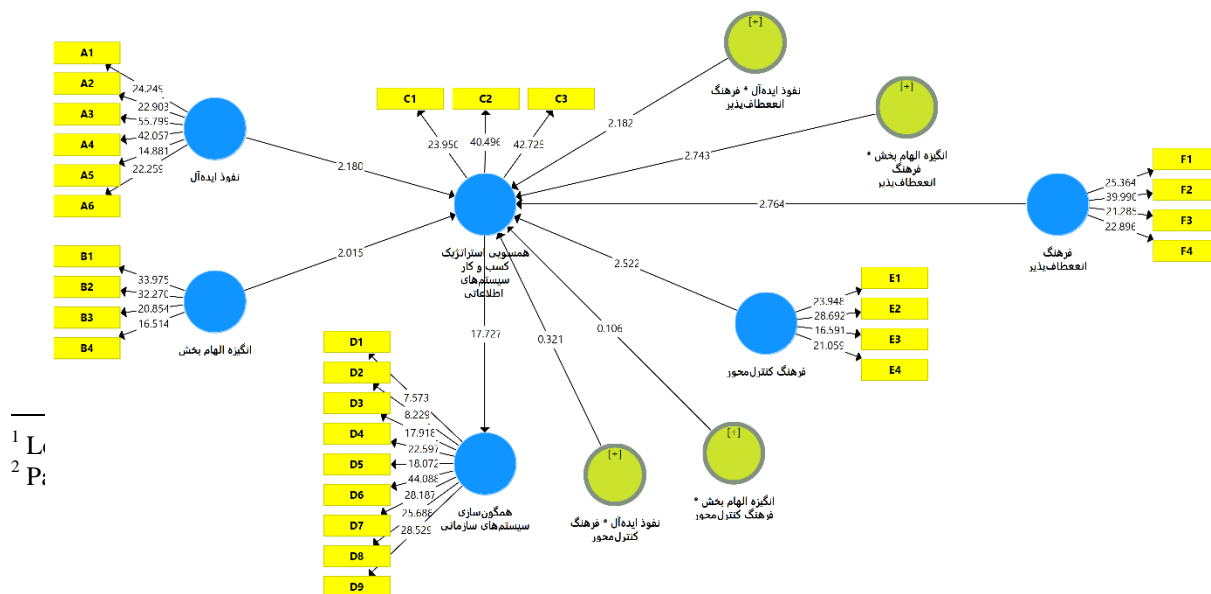 A1
A2
A3
A4
A5
A6
24.249
22.903
55.795
42.057
14.881
22.259
نفوذ ایده‌آل
B1
B2
B3
B4
33.975
32.270
20.854
16.514
انگیزه الهام بخش
2.180
2.015
C1
C2
C3
23.950
40.496
42.725
همسویی استراتژیک
کسب و کار
سیستم‌های
اطلاعاتی
17.727
D1
D2
D3
D4
D5
D6
D7
D8
D9
7.573
8.229
17.918
22.597
18.072
44.088
28.187
25.688
28.529
همگون‌سازی
سیستم‌های سازمانی
[+]
نفوذ ایده‌آل * فرهنگ
انععطاف‌پذیر
2.182
[+]
انگیزه الهام بخش *
فرهنگ
انععطاف‌پذیر
2.743
2.764
فرهنگ
انععطاف‌پذیر
F1
F2
F3
F4
25.364
39.990
21.285
22.896
2.522
فرهنگ کنترل‌محور
E1
E2
E3
E4
23.948
28.692
16.591
21.059
0.321
0.106
[+]
نفوذ ایده‌آل * فرهنگ
کنترل‌محور
[+]
انگیزه الهام بخش *
فرهنگ کنترل‌محور
1
2